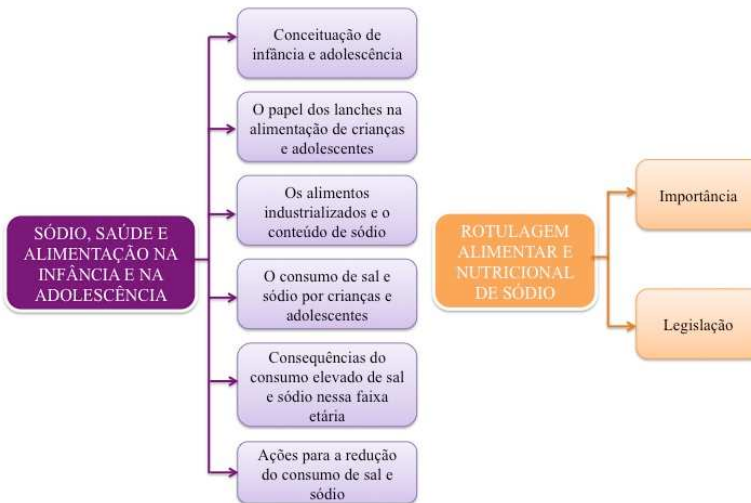 SÓDIO, SAÚDE E
ALIMENTAÇÃO NA
INFÂNCIA E NA
ADOLESCÊNCIA
Conceituação de
infância e adolescência
O papel dos lanches na
alimentação de crianças
e adolescentes
Os alimentos
industrializados e o
conteúdo de sódio
O consumo de sal e
sódio por crianças e
adolescentes
Consequências do
consumo elevado de sal
e sódio nessa faixa
etária
Ações para a redução
do consumo de sal e
sódio
ROTULAGEM
ALIMENTAR E
NUTRICIONAL
DE SÓDIO
Importância
Legislação